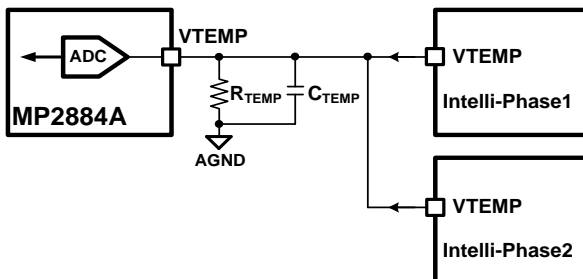 VTEMP
ADC
MP2884A
RTEMP
CTEMP
AGND
VTEMP
Intelli-Phase1
VTEMP
Intelli-Phase2